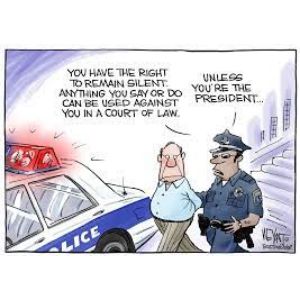 YOU HAVE THE RIGHT
TO REMAIN SILENT.
ANYTHING YOU SAY OR DO
CAN BE USED AGAINST
YOU IN A COURT OF LAW.
UNLESS
YOU'RE THE
PRESIDENT...
POLICE